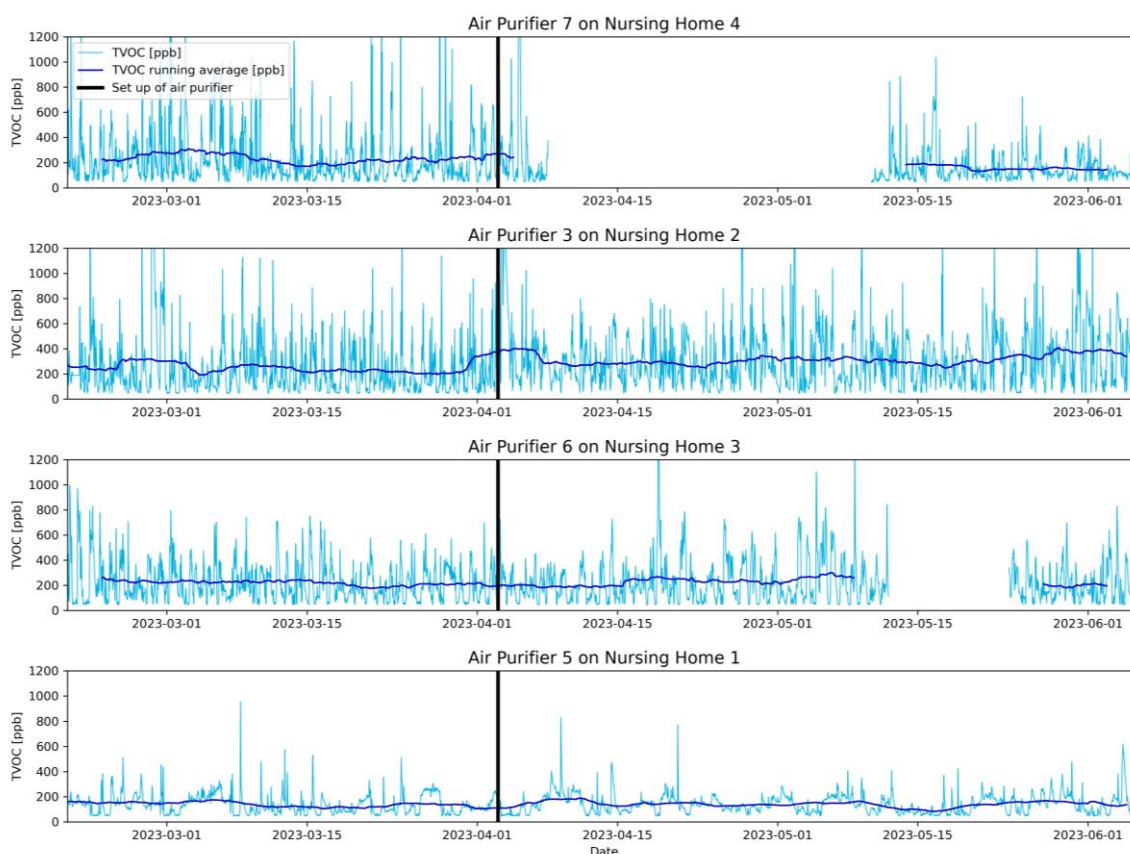 Air Purifier 7 on Nursing Home 4
1200
1000
800
600
400
200
0
TVOC [ppb]
TVOC [ppb]
TVOC running average [ppb]
Set up of air purifier
2023-03-01 2023-03-15 2023-04-01 2023-04-15 2023-05-01 2023-05-15 2023-06-01
Air Purifier 3 on Nursing Home 2
1200
1000
800
600
400
200
0
TVOC [ppb]
2023-03-01 2023-03-15 2023-04-01 2023-04-15 2023-05-01 2023-05-15 2023-06-01
Air Purifier 6 on Nursing Home 3
1200
1000
800
600
400
200
0
TVOC [ppb]
2023-03-01 2023-03-15 2023-04-01 2023-04-15 2023-05-01 2023-05-15 2023-06-01
Air Purifier 5 on Nursing Home 1
1200
1000
800
600
400
200
0
TVOC [ppb]
2023-03-01 2023-03-15 2023-04-01 2023-04-15 2023-05-01 2023-05-15 2023-06-01
Date